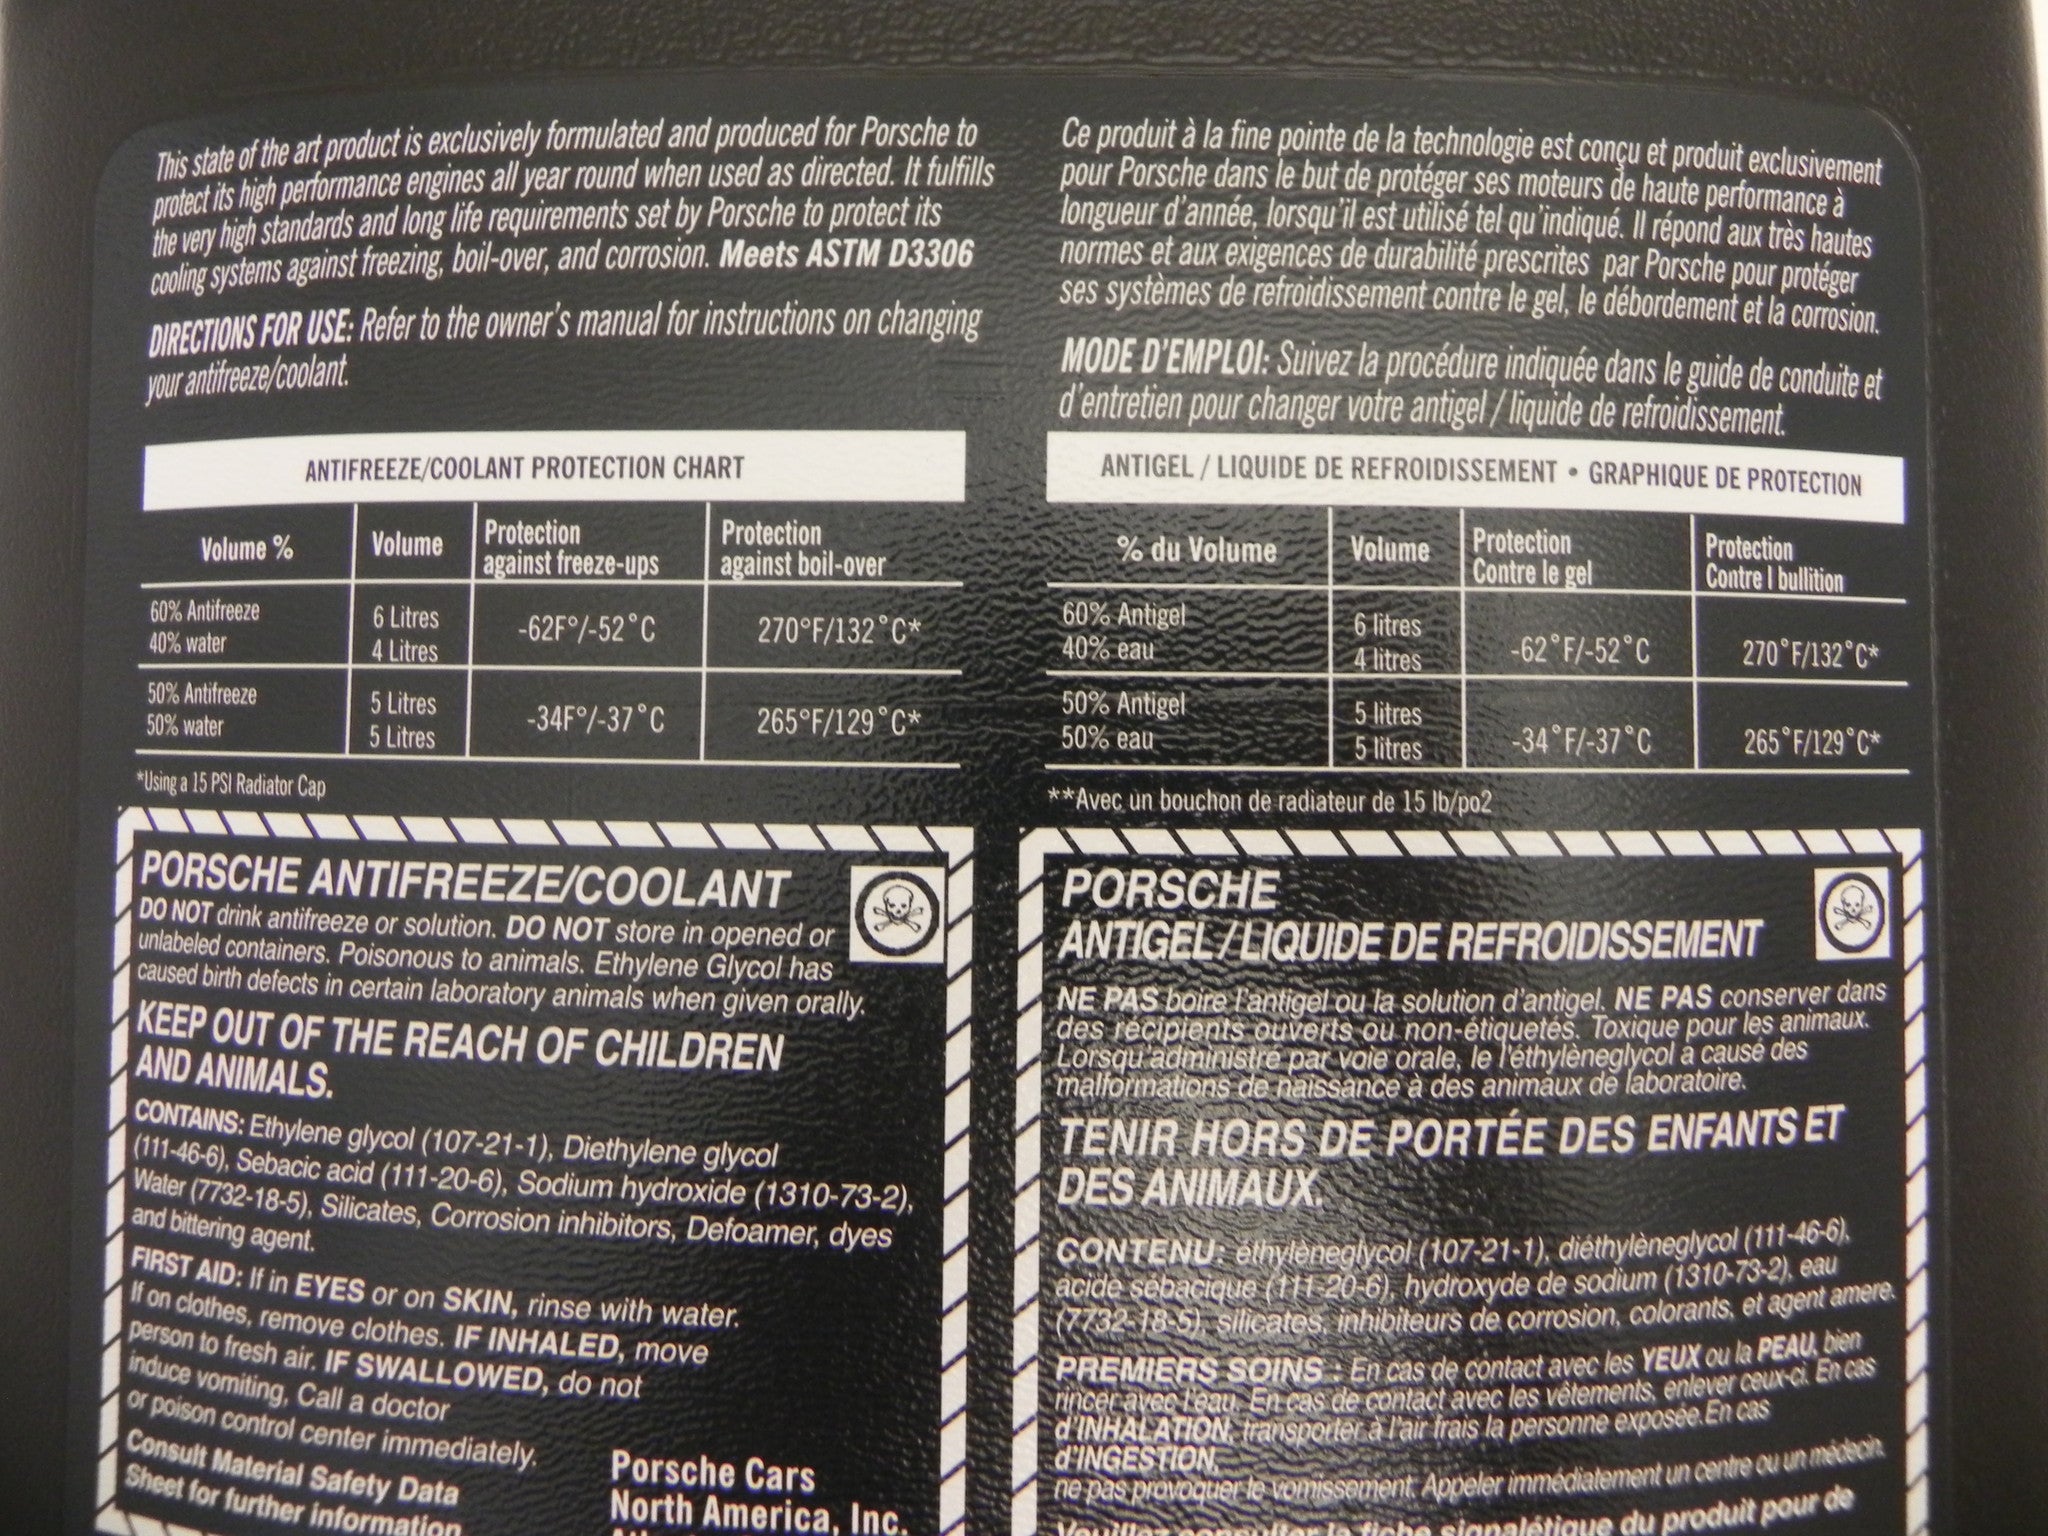 This state of the art product is exclusively formulated and produced for Porsche to
protect its high performance engines all year round when used as directed. It fulfills
the very high standards and long life requirements set by Porsche to protect its
cooling systems against freezing, boil-over, and corrosion. Meets ASTM D3306
DIRECTIONS FOR USE: Refer to the owner's manual for instructions on changing
your antifreeze/coolant.
ANTIFREEZE/COOLANT PROTECTION CHART
Volume % Volume Protection against freeze-ups Protection against boil-over
60% Antifreeze 6 Litres
40% water 4 Litres
-62F°/-52°C 270°F/132°C*
50% Antifreeze 5 Litres
50% water 5 Litres
-34F°/-37°C 265°F/129°C*
*Using a 15 PSI Radiator Cap
PORSCHE ANTIFREEZE/COOLANT
DO NOT drink antifreeze or solution. DO NOT store in opened or
unlabeled containers. Poisonous to animals. Ethylene Glycol has
caused birth defects in certain laboratory animals when given orally.
KEEP OUT OF THE REACH OF CHILDREN
AND ANIMALS.
CONTAINS: Ethylene glycol (107-21-1), Diethylene glycol
(111-46-6), Sebacic acid (111-20-6), Sodium hydroxide (1310-73-2),
Water (7732-18-5), Silicates, Corrosion inhibitors, Defoamer, dyes
and bittering agent.
FIRST AID: If in EYES or on SKIN, rinse with water.
If on clothes, remove clothes. IF INHALED, move
person to fresh air. IF SWALLOWED, do not
induce vomiting, Call a doctor
or poison control center immediately.
Consult Material Safety Data
Sheet for further information
Porsche Cars
North America, Inc.
Ce produit à la fine pointe de la technologie est conçu et produit exclusivement
pour Porsche dans le but de protéger ses moteurs de haute performance à
longueur d'année, lorsqu'il est utilisé tel qu'indiqué. Il répond aux très hautes
normes et aux exigences de durabilité prescrites par Porsche pour protéger
ses systèmes de refroidissement contre le gel, le débordement et la corrosion.
MODE D'EMPLOI: Suivez la procédure indiquée dans le guide de conduite et
d'entretien pour changer votre antigel / liquide de refroidissement.
ANTIGEL / LIQUIDE DE REFROIDISSEMENT • GRAPHIQUE DE PROTECTION
% du Volume Volume Protection Contre le gel Protection Contre l bullition
60% Antigel 6 litres
40% eau 4 litres
-62°F/-52°C 270°F/132°C*
50% Antigel 5 litres
50% eau 5 litres
-34°F/-37°C 265°F/129°C*
**Avec un bouchon de radiateur de 15 lb/po2
PORSCHE
ANTIGEL / LIQUIDE DE REFROIDISSEMENT
NE PAS boire l'antigel ou la solution d'antigel. NE PAS conserver dans
des récipients ouverts ou non-étiquetés. Toxique pour les animaux.
Lorsqu'administré par voie orale, le l'éthylèneglycol a causé des
malformations de naissance à des animaux de laboratoire.
TENIR HORS DE PORTÉE DES ENFANTS ET
DES ANIMAUX.
CONTENU: éthylèneglycol (107-21-1), diéthylèneglycol (111-46-6),
acide sébacique (111-20-6), hydroxyde de sodium (1310-73-2), eau
(7732-18-5), silicates, inhibiteurs de corrosion, colorants, et agent amere.
PREMIERS SOINS : En cas de contact avec les YEUX ou la PEAU, bien
rincer avec l'eau. En cas de contact avec les vêtements, enlever ceux-ci. En cas
d'INHALATION, transporter à l'air frais la personne exposée. En cas
d'INGESTION,
ne pas provoquer le vomissement. Appeler immédiatement un centre ou un médecin.
Veuillez consulter la fiche signalétique du produit pour de